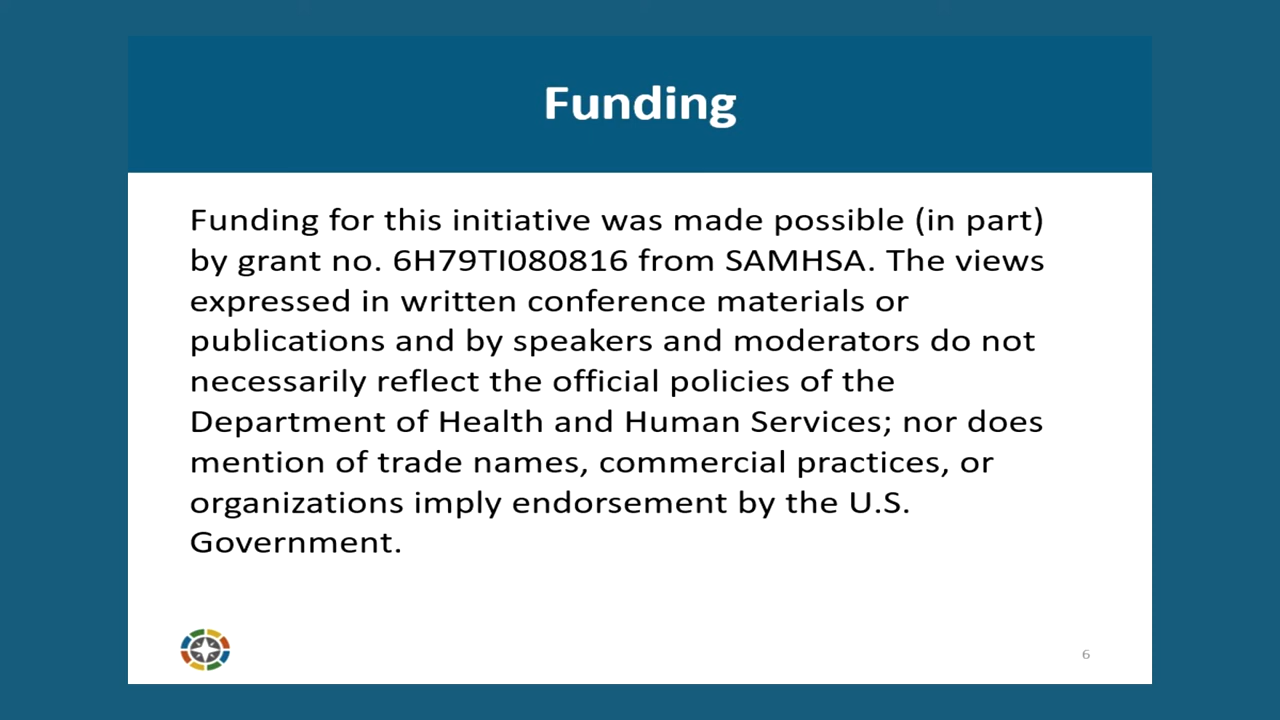 Funding
Funding for this initiative was made possible (in part)
by grant no. 6H79TI080816 from SAMHSA. The views
expressed in written conference materials or
publications and by speakers and moderators do not
necessarily reflect the official policies of the
Department of Health and Human Services; nor does
mention of trade names, commercial practices, or
organizations imply endorsement by the U.S.
Government.
6